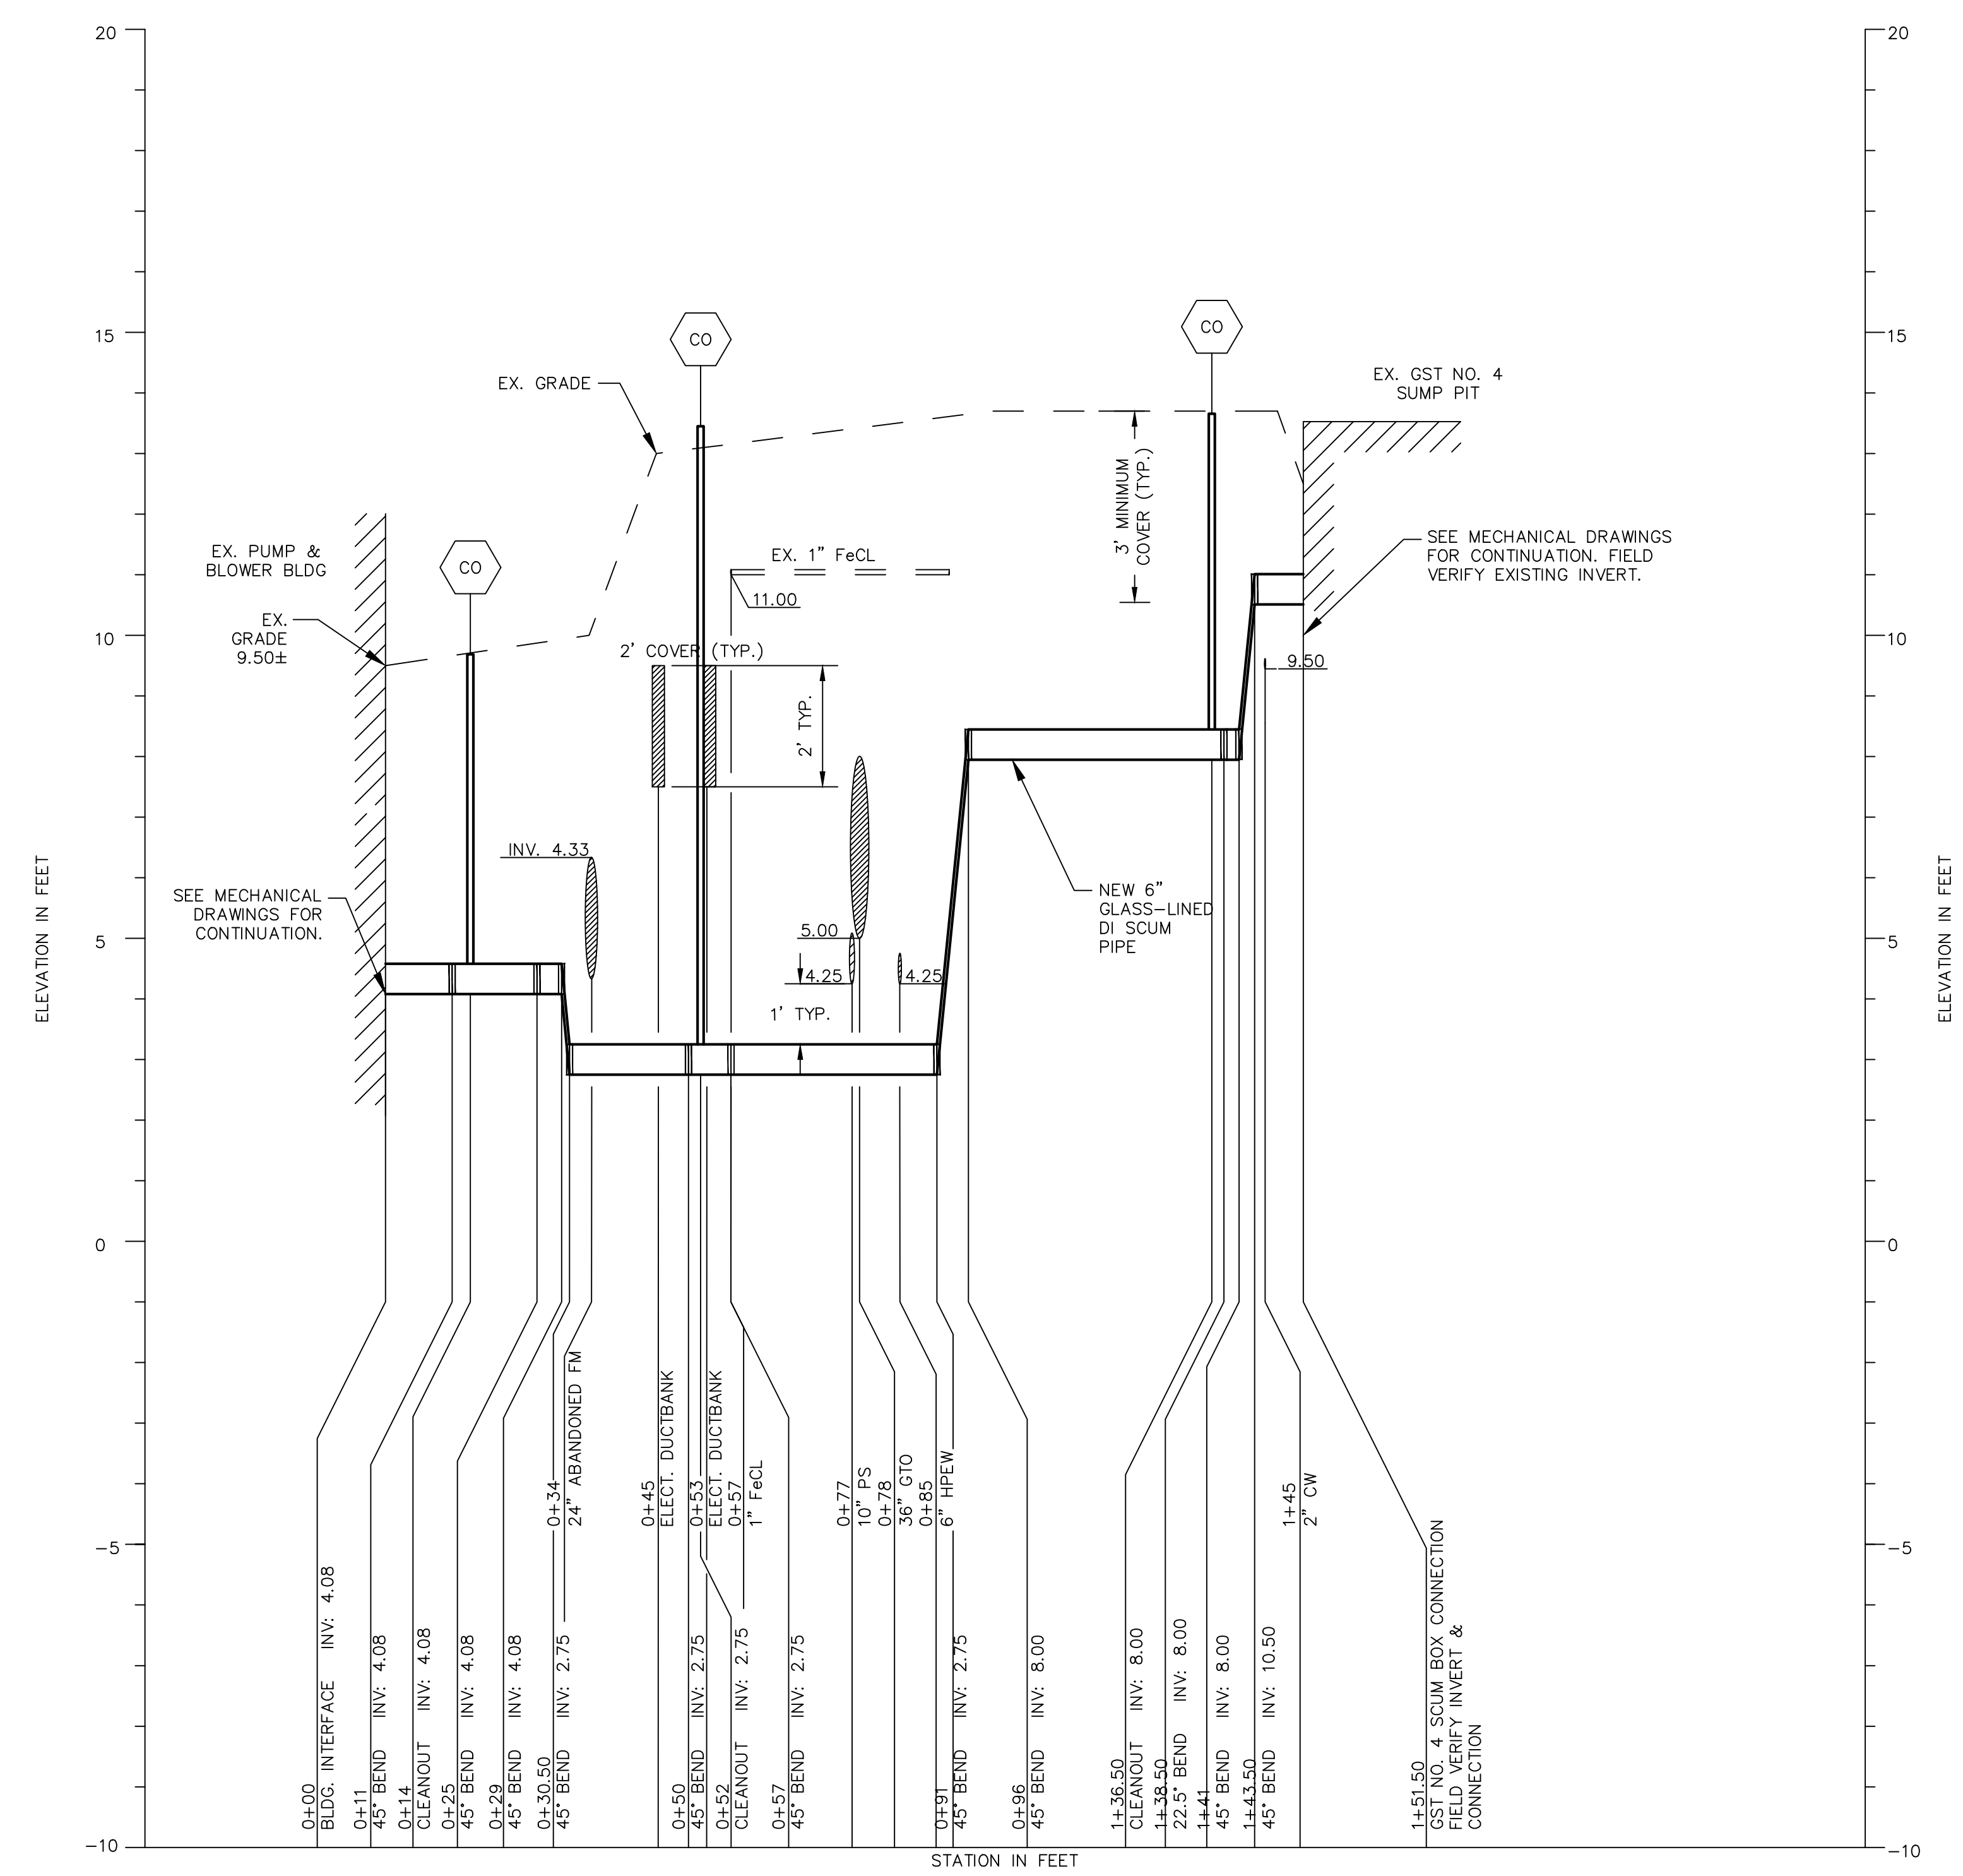 20
20
15
15
10
10
5
5
0
0
-5
-5
-10
-10
ELEVATION IN FEET
ELEVATION IN FEET
CO
CO
CO
EX. GRADE
EX. GST NO. 4
SUMP PIT
3' MINIMUM
COVER (TYP.)
EX. PUMP &
BLOWER BLDG
EX. 1" FeCL
11.00
SEE MECHANICAL DRAWINGS
FOR CONTINUATION. FIELD
VERIFY EXISTING INVERT.
EX.
GRADE
9.50±
2' COVER (TYP.)
9.50
2' TYP.
INV. 4.33
SEE MECHANICAL
DRAWINGS FOR
CONTINUATION.
NEW 6"
GLASS-LINED
DI SCUM
PIPE
5.00
4.25
4.25
1' TYP.
0+34
24" ABANDONED FM
0+45
ELECT. DUCTBANK
0+53
ELECT. DUCTBANK
0+57
1" FeCL
0+77
10" PS
0+78
36" GTO
0+85
6" HPEW
1+45
2" CW
0+00
BLDG. INTERFACE INV: 4.08
0+11
45° BEND INV: 4.08
0+14
CLEANOUT INV: 4.08
0+25
45° BEND INV: 4.08
0+29
45° BEND INV: 4.08
0+30.50
45° BEND INV: 2.75
0+50
45° BEND INV: 2.75
0+52
CLEANOUT INV: 2.75
0+57
45° BEND INV: 2.75
0+91
45° BEND INV: 2.75
0+96
45° BEND INV: 8.00
1+36.50
CLEANOUT INV: 8.00
1+38.50
22.5° BEND INV: 8.00
1+41
45° BEND INV: 8.00
1+43.50
45° BEND INV: 10.50
1+51.50
GST NO. 4 SCUM BOX CONNECTION
FIELD VERIFY INVERT &
CONNECTION
STATION IN FEET